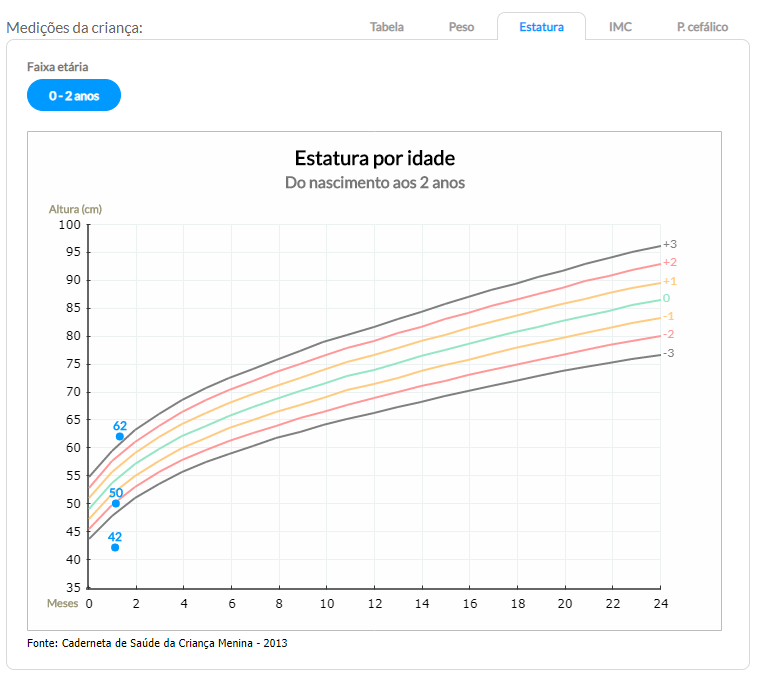 Medições da criança:
Tabela Peso Estatura IMC P. cefálico
Faixa etária
0 - 2 anos
Estatura por idade
Do nascimento aos 2 anos
Altura (cm)
100
95
90
85
80
75
70
65
60
55
50
45
40
35
+3
+2
+1
0
-1
-2
-3
62
50
42
Meses 0 2 4 6 8 10 12 14 16 18 20 22 24
Fonte: Caderneta de Saúde da Criança Menina - 2013